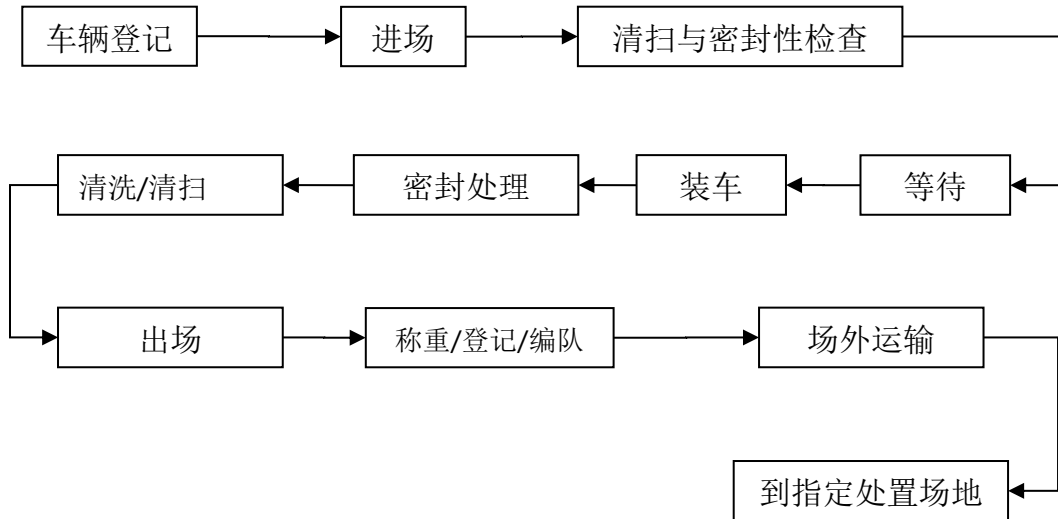 车辆登记
进场
清扫与密封性检查
等待
装车
密封处理
清洗/清扫
出场
称重/登记/编队
场外运输
到指定处置场地